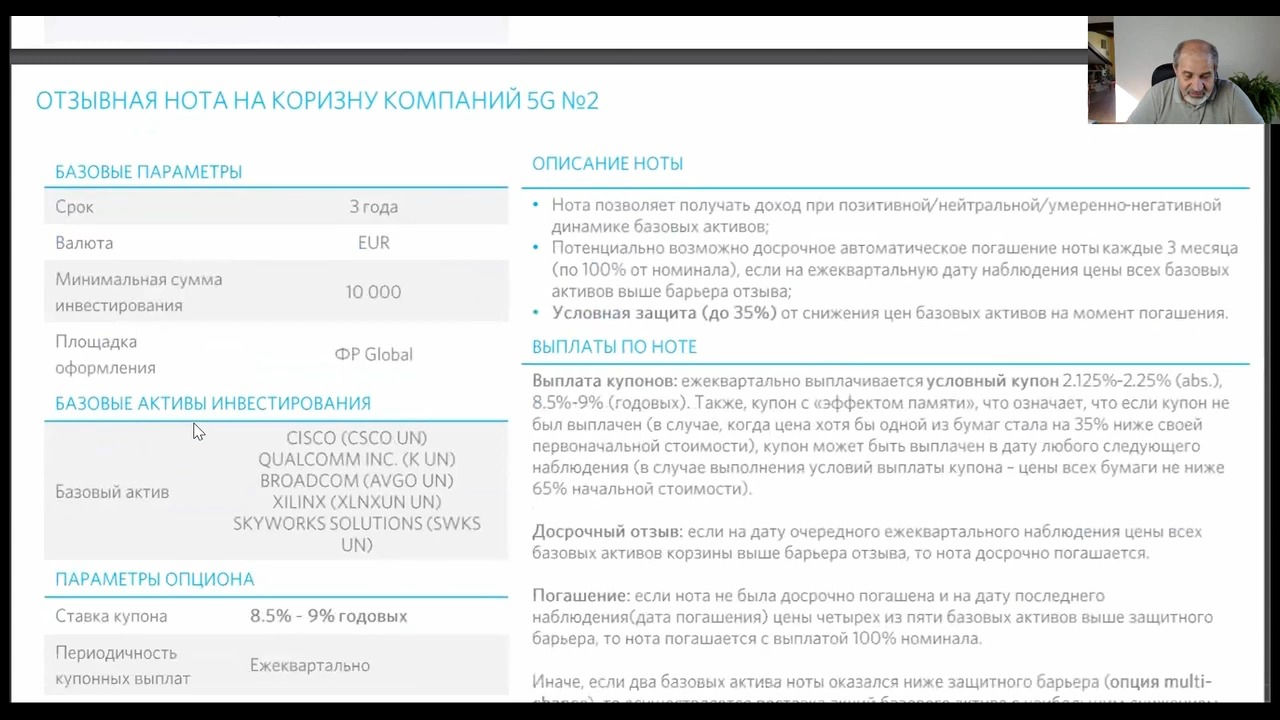 ОТЗЫВНАЯ НОТА НА КОРИЗНУ КОМПАНИЙ 5G №2
БАЗОВЫЕ ПАРАМЕТРЫ
Срок 3 года
Валюта EUR
Минимальная сумма
инвестирования
10 000
Площадка
оформления
ФР Global
БАЗОВЫЕ АКТИВЫ ИНВЕСТИРОВАНИЯ
Базовый актив
CISCO (CSCO UN)
QUALCOMM INC. (K UN)
BROADCOM (AVGO UN)
XILINX (XLNXUN UN)
SKYWORKS SOLUTIONS (SWKS
UN)
ПАРАМЕТРЫ ОПЦИОНА
Ставка купона 8.5% - 9% годовых
Периодичность
купонных выплат
Ежеквартально
ОПИСАНИЕ НОТЫ
• Нота позволяет получать доход при позитивной/нейтральной/умеренно-негативной
динамике базовых активов;
• Потенциально возможно досрочное автоматическое погашение ноты каждые 3 месяца
(по 100% от номинала), если на ежеквартальную дату наблюдения цены всех базовых
активов выше барьера отзыва;
• Условная защита (до 35%) от снижения цен базовых активов на момент погашения.
ВЫПЛАТЫ ПО НОТЕ
Выплата купонов: ежеквартально выплачивается условный купон 2.125%-2.25% (abs.),
8.5%-9% (годовых). Также, купон с «эффектом памяти», что означает, что если купон не
был выплачен (в случае, когда цена хотя бы одной из бумаг стала на 35% ниже своей
первоначальной стоимости), купон может быть выплачен в дату любого следующего
наблюдения (в случае выполнения условий выплаты купона – цены всех бумаги не ниже
65% начальной стоимости).
Досрочный отзыв: если на дату очередного ежеквартального наблюдения цены всех
базовых активов корзины выше барьера отзыва, то нота досрочно погашается.
Погашение: если нота не была досрочно погашена и на дату последнего
наблюдения(дата погашения) цены четырех из пяти базовых активов выше защитного
барьера, то нота погашается с выплатой 100% номинала.
Иначе, если два базовых актива ноты оказался ниже защитного барьера (опция multi-